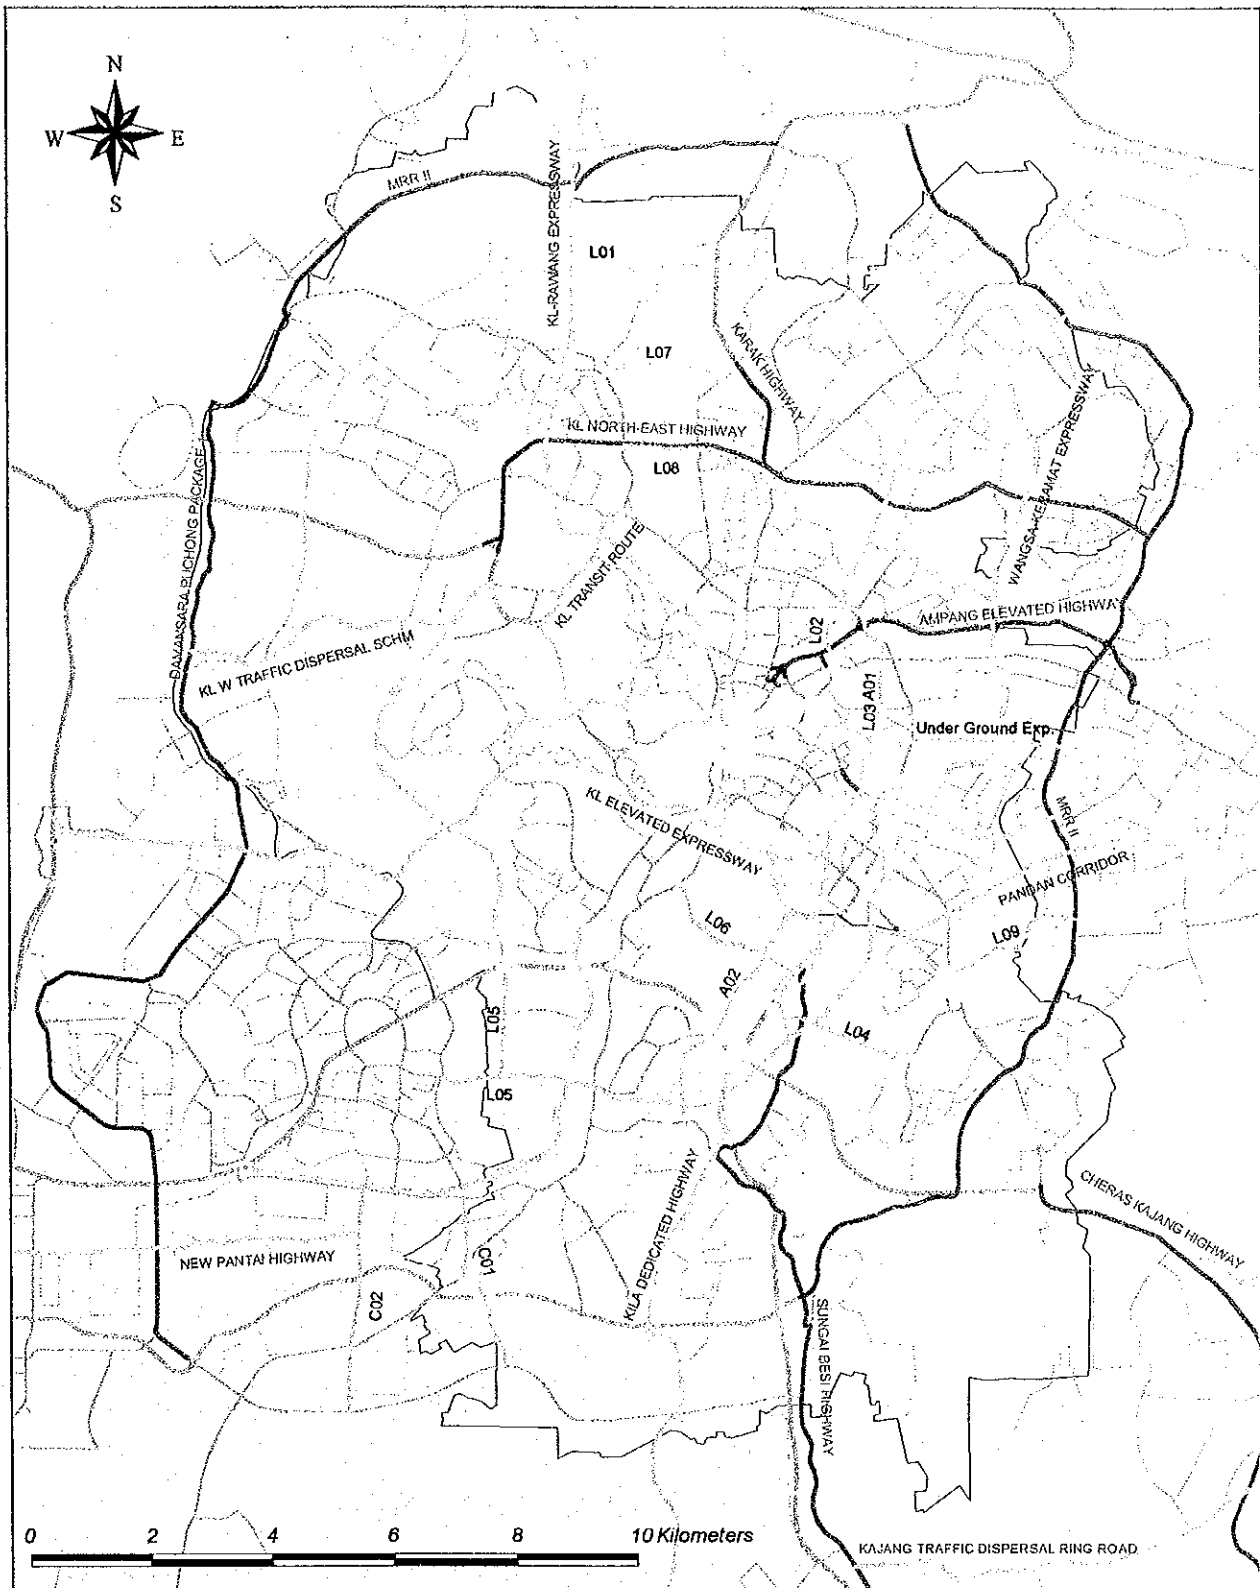 N
W E
S
MRR II
KL-RAWANG EXPRESSWAY
L01
L07
KARAK HIGHWAY
KL NORTH-EAST HIGHWAY
L08
WANGSA-KERAMAT EXPRESSWAY
DAMANSARA-PUCHONG PACKAGE
KL TRANSIT ROUTE
AMPANG ELEVATED HIGHWAY
L02
KL W TRAFFIC DISPERSAL SCHM
L03 A01
Under Ground Exp.
KL ELEVATED EXPRESSWAY
MRR II
PANDAN CORRIDOR
L06
L09
A02
L05
L04
L05
KILA DEDICATED HIGHWAY
CHERAS KAJANG HIGHWAY
NEW PANTAI HIGHWAY
C01
C02
SUNGAI BESI HIGHWAY
0 2 4 6 8 10 Kilometers
KAJANG TRAFFIC DISPERSAL RING ROAD